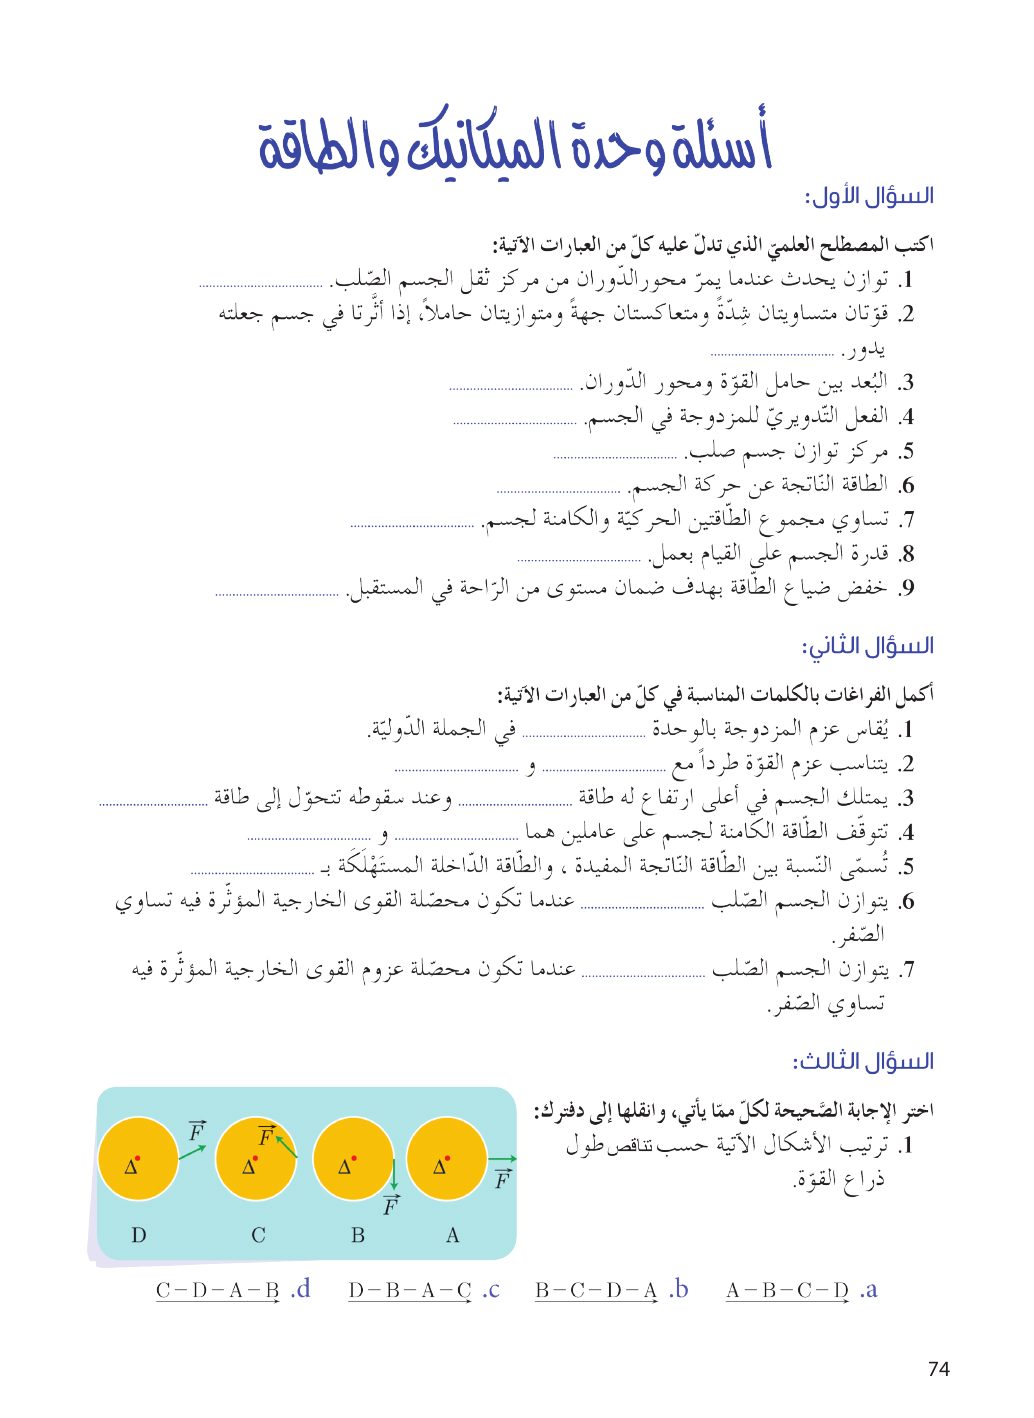 أسئلة وحدة الميكانيك والطاقة
السؤال الأول:
اكتب المصطلح العلميّ الذي تدلّ عليه كلّ من العبارات الآتية:
1. توازن يحدث عندما يمرّ محورالدّوران من مركز ثقل الجسم الصّلب. ....................
2. قوّتان متساويتان شِدّةً ومتعاكستان جهةً ومتوازيتان حاملاً، إذا أثَّرتا في جسم جعلته
يدور. ....................
3. البُعد بين حامل القوّة ومحور الدّوران. ....................
4. الفعل التّدويريّ للمزدوجة في الجسم. ....................
5. مركز توازن جسم صلب. ....................
6. الطاقة النّاتجة عن حركة الجسم. ....................
7. تساوي مجموع الطّاقتين الحركيّة والكامنة لجسم. ....................
8. قدرة الجسم على القيام بعمل. ....................
9. خفض ضياع الطّاقة بهدف ضمان مستوى من الرّاحة في المستقبل. ....................
السؤال الثاني:
أكمل الفراغات بالكلمات المناسبة في كلّ من العبارات الآتية:
1. يُقاس عزم المزدوجة بالوحدة .................... في الجملة الدّوليّة.
2. يتناسب عزم القوّة طرداً مع .................... و ....................
3. يمتلك الجسم في أعلى ارتفاع له طاقة .................... وعند سقوطه تتحوّل إلى طاقة ....................
4. تتوقّف الطّاقة الكامنة لجسم على عاملين هما .................... و ....................
5. تُسمّى النّسبة بين الطّاقة النّاتجة المفيدة ، والطّاقة الدّاخلة المستَهْلَكَة بـ ....................
6. يتوازن الجسم الصّلب .................... عندما تكون محصّلة القوى الخارجية المؤثّرة فيه تساوي
الصّفر.
7. يتوازن الجسم الصّلب .................... عندما تكون محصّلة عزوم القوى الخارجية المؤثّرة فيه
تساوي الصّفر.
السؤال الثالث:
اختر الإجابة الصَّحيحة لكلّ ممّا يأتي، وانقلها إلى دفترك:
1. ترتيب الأشكال الآتية حسب تناقص طول
ذراع القوّة.
F F F F
Δ Δ Δ Δ
D C B A
a. A – B – C – D b. B – C – D – A c. D – B – A – C d. C – D – A – B
74